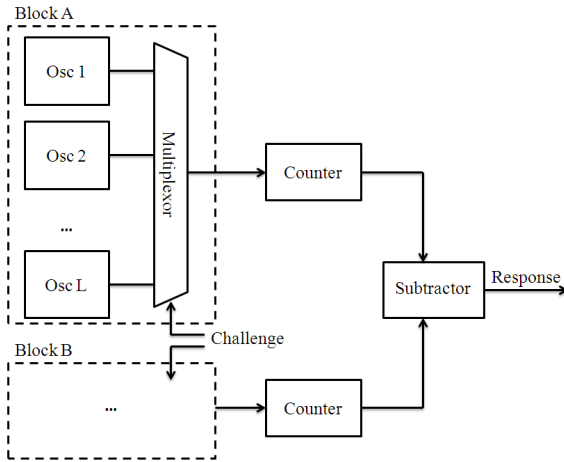 Block A
Osc 1
Osc 2
...
Osc L
Multiplexor
Counter
Subtractor
Response
Challenge
Block B
...
Counter